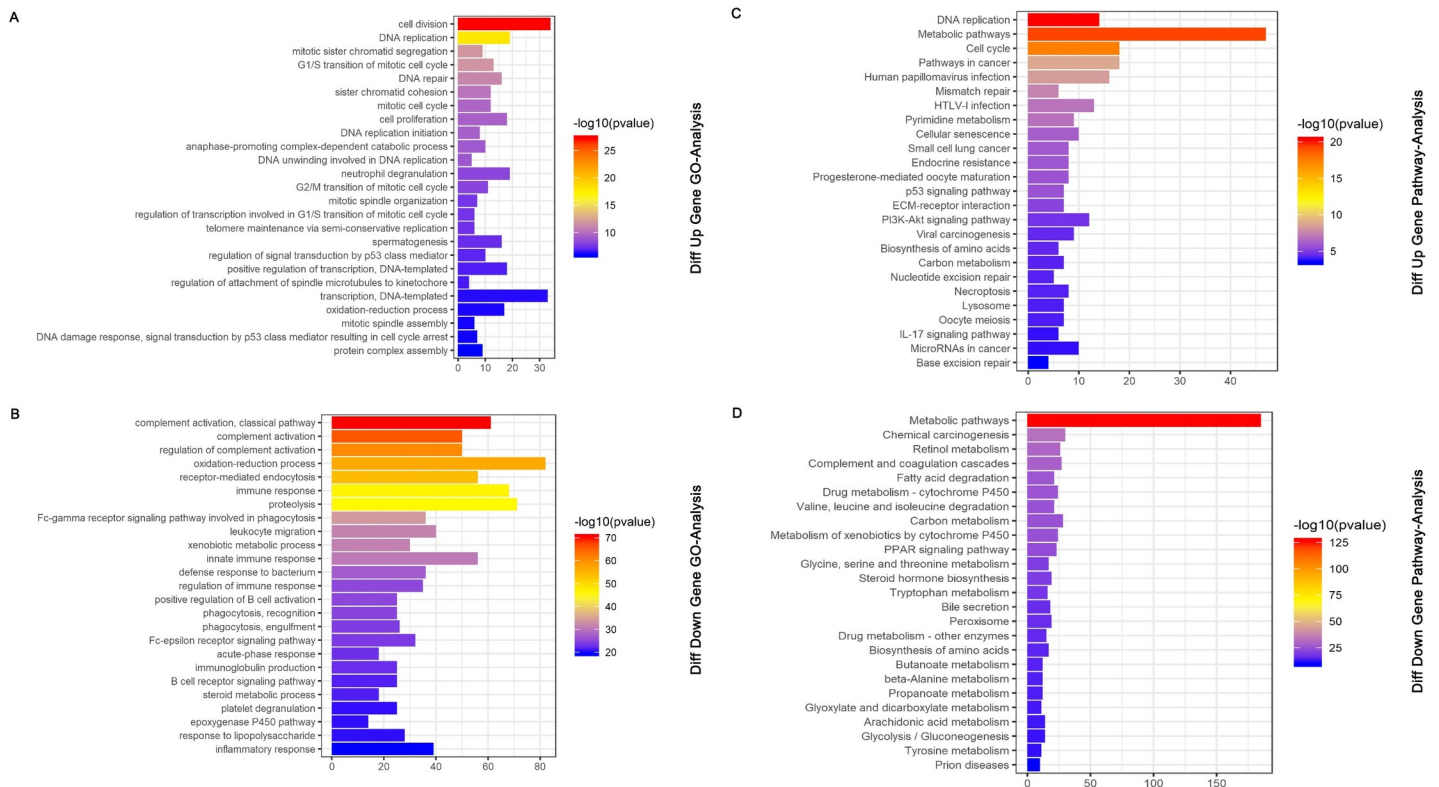 A
cell division
DNA replication
mitotic sister chromatid segregation
G1/S transition of mitotic cell cycle
DNA repair
sister chromatid cohesion
mitotic cell cycle
cell proliferation
DNA replication initiation
anaphase-promoting complex-dependent catabolic process
DNA unwinding involved in DNA replication
neutrophil degranulation
G2/M transition of mitotic cell cycle
mitotic spindle organization
regulation of transcription involved in G1/S transition of mitotic cell cycle
telomere maintenance via semi-conservative replication
spermatogenesis
regulation of signal transduction by p53 class mediator
positive regulation of transcription, DNA-templated
regulation of attachment of spindle microtubules to kinetochore
transcription, DNA-templated
oxidation-reduction process
mitotic spindle assembly
DNA damage response, signal transduction by p53 class mediator resulting in cell cycle arrest
protein complex assembly
0 10 20 30
-log10(pvalue)
25
20
15
10
Diff Up Gene GO-Analysis
B
complement activation, classical pathway
complement activation
regulation of complement activation
oxidation-reduction process
receptor-mediated endocytosis
immune response
proteolysis
Fc-gamma receptor signaling pathway involved in phagocytosis
leukocyte migration
xenobiotic metabolic process
innate immune response
defense response to bacterium
regulation of immune response
positive regulation of B cell activation
phagocytosis, recognition
phagocytosis, engulfment
Fc-epsilon receptor signaling pathway
acute-phase response
immunoglobulin production
B cell receptor signaling pathway
steroid metabolic process
platelet degranulation
epoxygenase P450 pathway
response to lipopolysaccharide
inflammatory response
0 20 40 60 80
-log10(pvalue)
70
60
50
40
30
20
Diff Down Gene GO-Analysis
C
DNA replication
Metabolic pathways
Cell cycle
Pathways in cancer
Human papillomavirus infection
Mismatch repair
HTLV-I infection
Pyrimidine metabolism
Cellular senescence
Small cell lung cancer
Endocrine resistance
Progesterone-mediated oocyte maturation
p53 signaling pathway
ECM-receptor interaction
PI3K-Akt signaling pathway
Viral carcinogenesis
Biosynthesis of amino acids
Carbon metabolism
Nucleotide excision repair
Necroptosis
Lysosome
Oocyte meiosis
IL-17 signaling pathway
MicroRNAs in cancer
Base excision repair
0 10 20 30 40
-log10(pvalue)
20
15
10
5
Diff Up Gene Pathway-Analysis
D
Metabolic pathways
Chemical carcinogenesis
Retinol metabolism
Complement and coagulation cascades
Fatty acid degradation
Drug metabolism - cytochrome P450
Valine, leucine and isoleucine degradation
Carbon metabolism
Metabolism of xenobiotics by cytochrome P450
PPAR signaling pathway
Glycine, serine and threonine metabolism
Steroid hormone biosynthesis
Tryptophan metabolism
Bile secretion
Peroxisome
Drug metabolism - other enzymes
Biosynthesis of amino acids
Butanoate metabolism
beta-Alanine metabolism
Propanoate metabolism
Glyoxylate and dicarboxylate metabolism
Arachidonic acid metabolism
Glycolysis / Gluconeogenesis
Tyrosine metabolism
Prion diseases
0 50 100 150
-log10(pvalue)
125
100
75
50
25
Diff Down Gene Pathway-Analysis